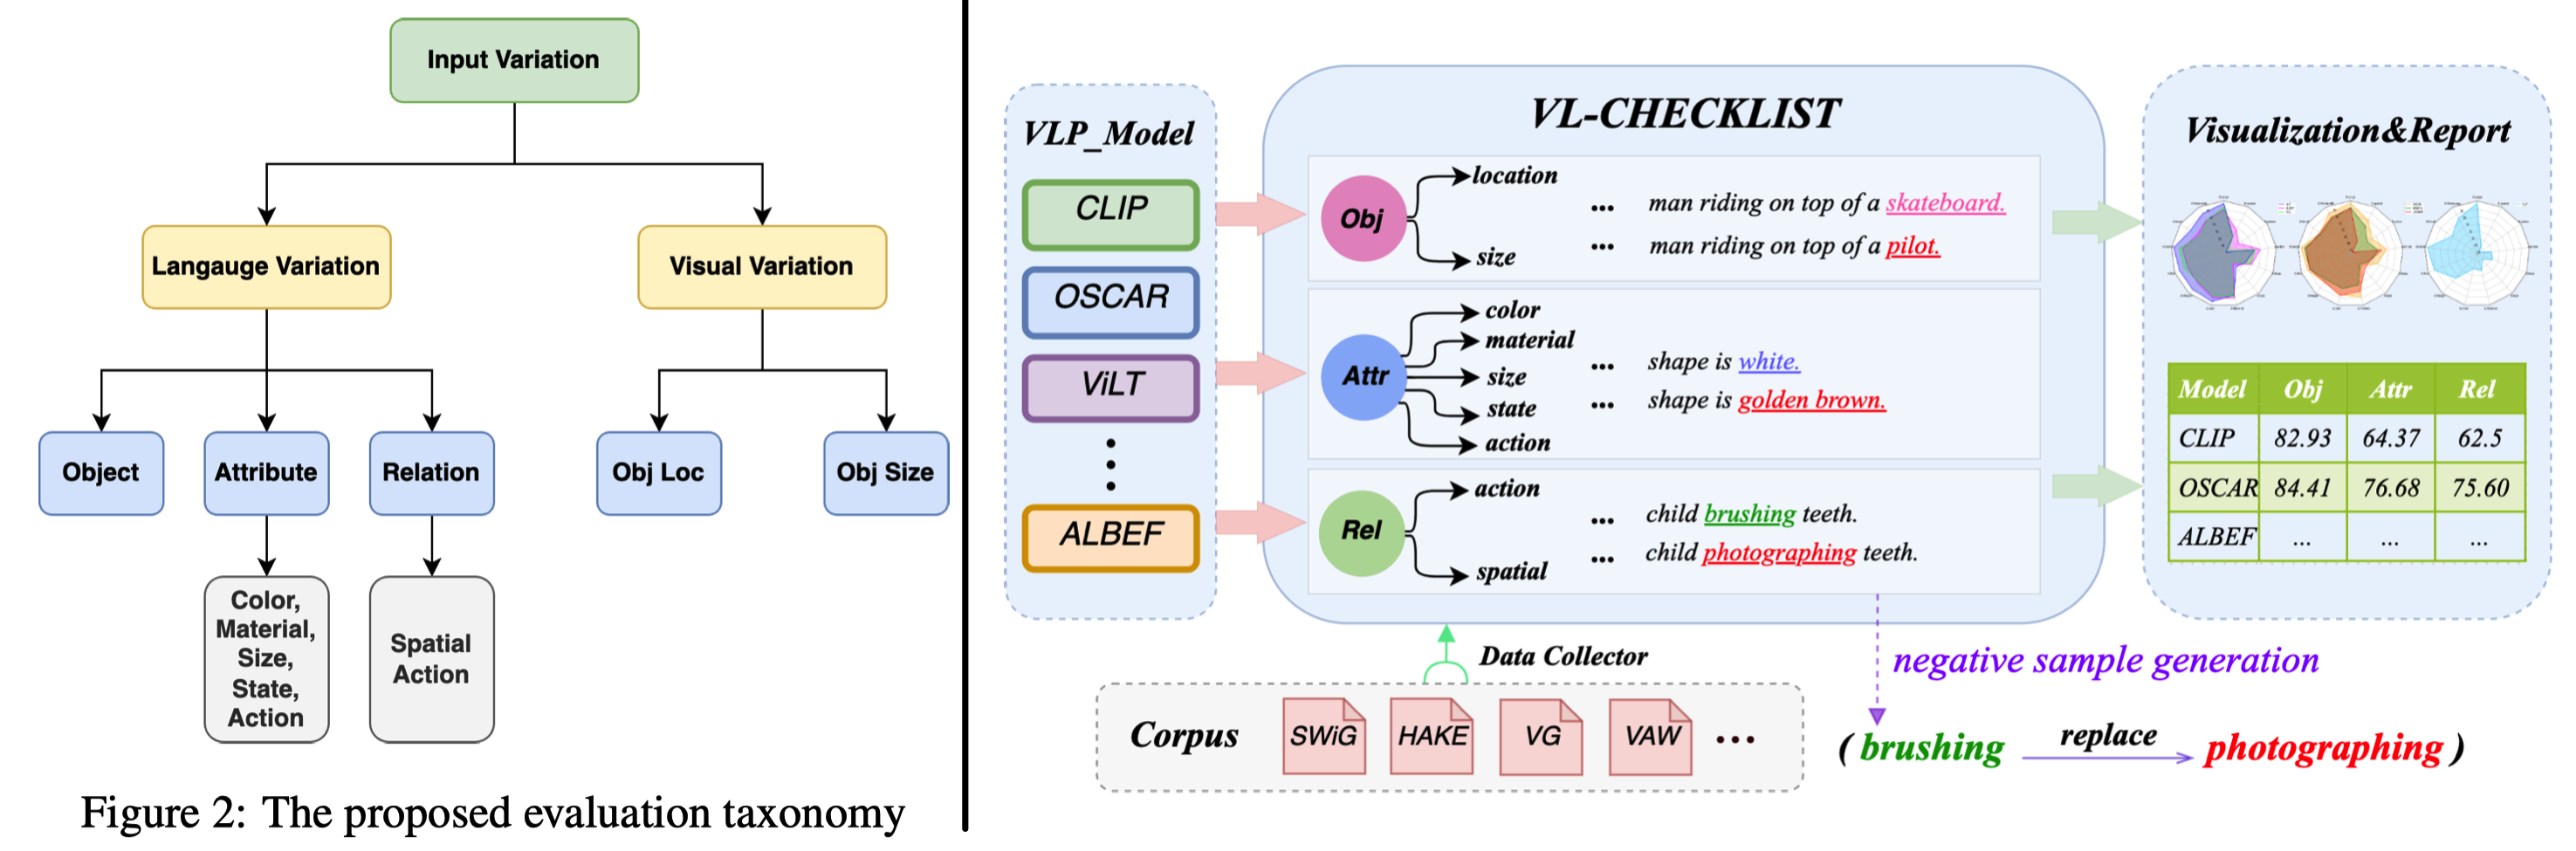 Input Variation
Langauge Variation
Visual Variation
Object
Attribute
Relation
Obj Loc
Obj Size
Color,
Material,
Size,
State,
Action
Spatial
Action
Figure 2: The proposed evaluation taxonomy
VLP_Model
CLIP
OSCAR
ViLT
ALBEF
VL-CHECKLIST
Obj
location
size
... man riding on top of a skateboard.
... man riding on top of a pilot.
Attr
color
material
size
state
action
... shape is white.
... shape is golden brown.
Rel
action
spatial
... child brushing teeth.
... child photographing teeth.
Visualization&Report
Model Obj Attr Rel
CLIP 82.93 64.37 62.5
OSCAR 84.41 76.68 75.60
ALBEF ... ... ...
Data Collector
Corpus SWiG HAKE VG VAW ...
negative sample generation
( brushing replace photographing )